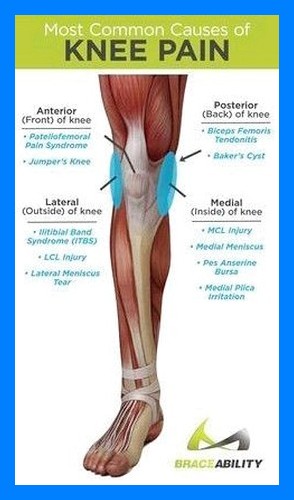 Most Common Causes of
KNEE PAIN
Anterior
(Front) of knee
• Pateliofemoral
Pain Syndrome
• Jumper's Knee
Posterior
(Back) of knee
• Biceps Femoris
Tendonitis
• Baker's Cyst
Lateral
(Outside) of knee
• Ilitibial Band
Syndrome (ITBS)
• LCL Injury
• Lateral Meniscus
Tear
Medial
(Inside) of knee
• MCL Injury
• Medial Meniscus
• Pes Anserine
Bursa
• Medial Plica
Irritation
BRACEABILITY